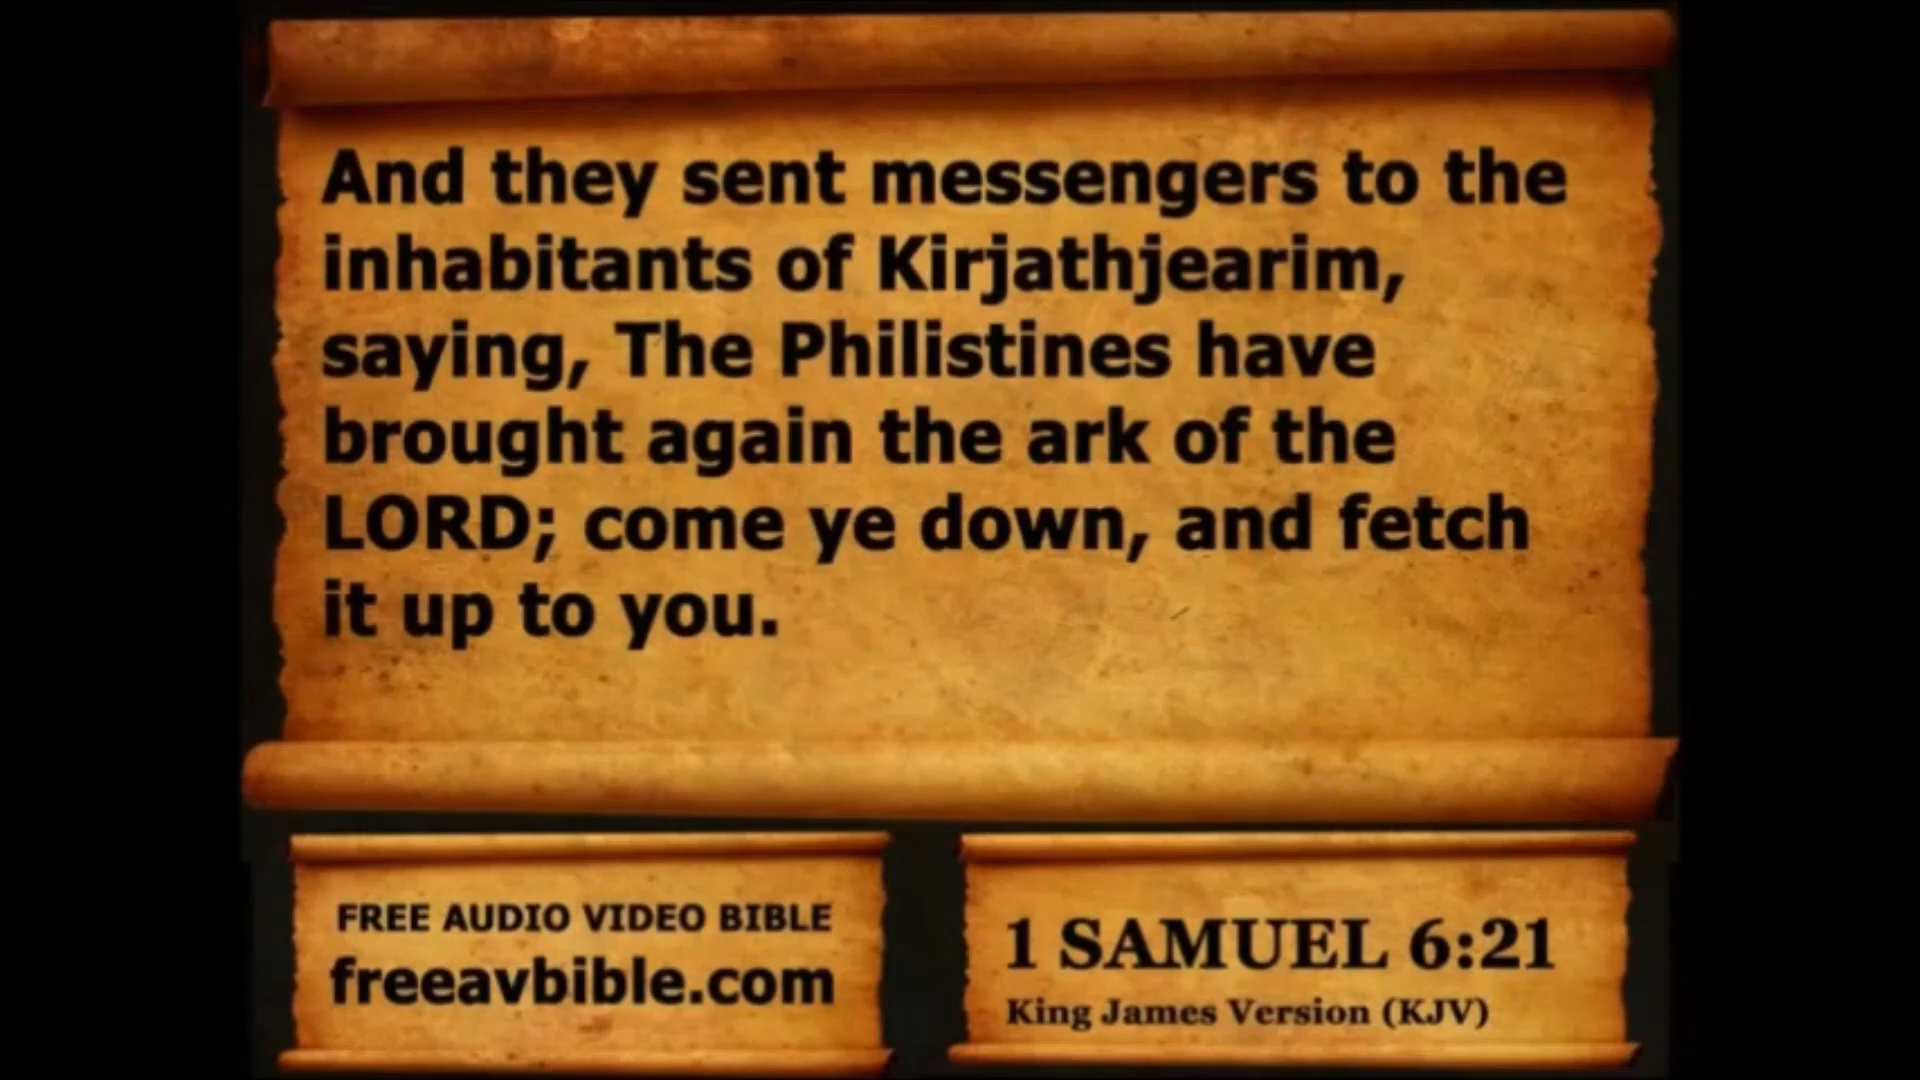 And they sent messengers to the
inhabitants of Kirjathjearim,
saying, The Philistines have
brought again the ark of the
LORD; come ye down, and fetch
it up to you.
FREE AUDIO VIDEO BIBLE
freeavbible.com
1 SAMUEL 6:21
King James Version (KJV)